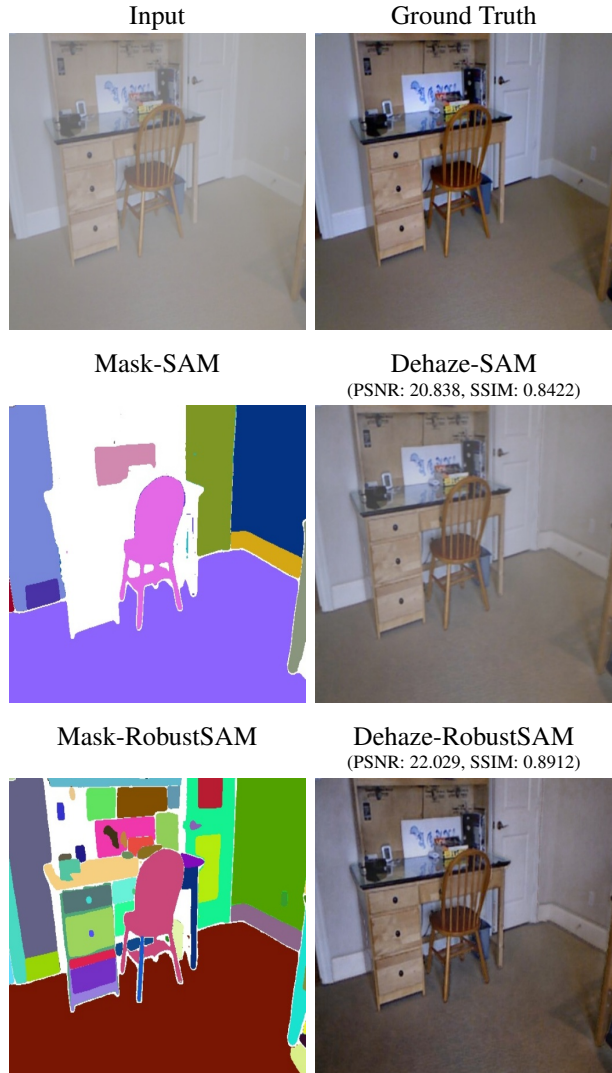 Input
Ground Truth
Mask-SAM
Dehaze-SAM
(PSNR: 20.838, SSIM: 0.8422)
Mask-RobustSAM
Dehaze-RobustSAM
(PSNR: 22.029, SSIM: 0.8912)